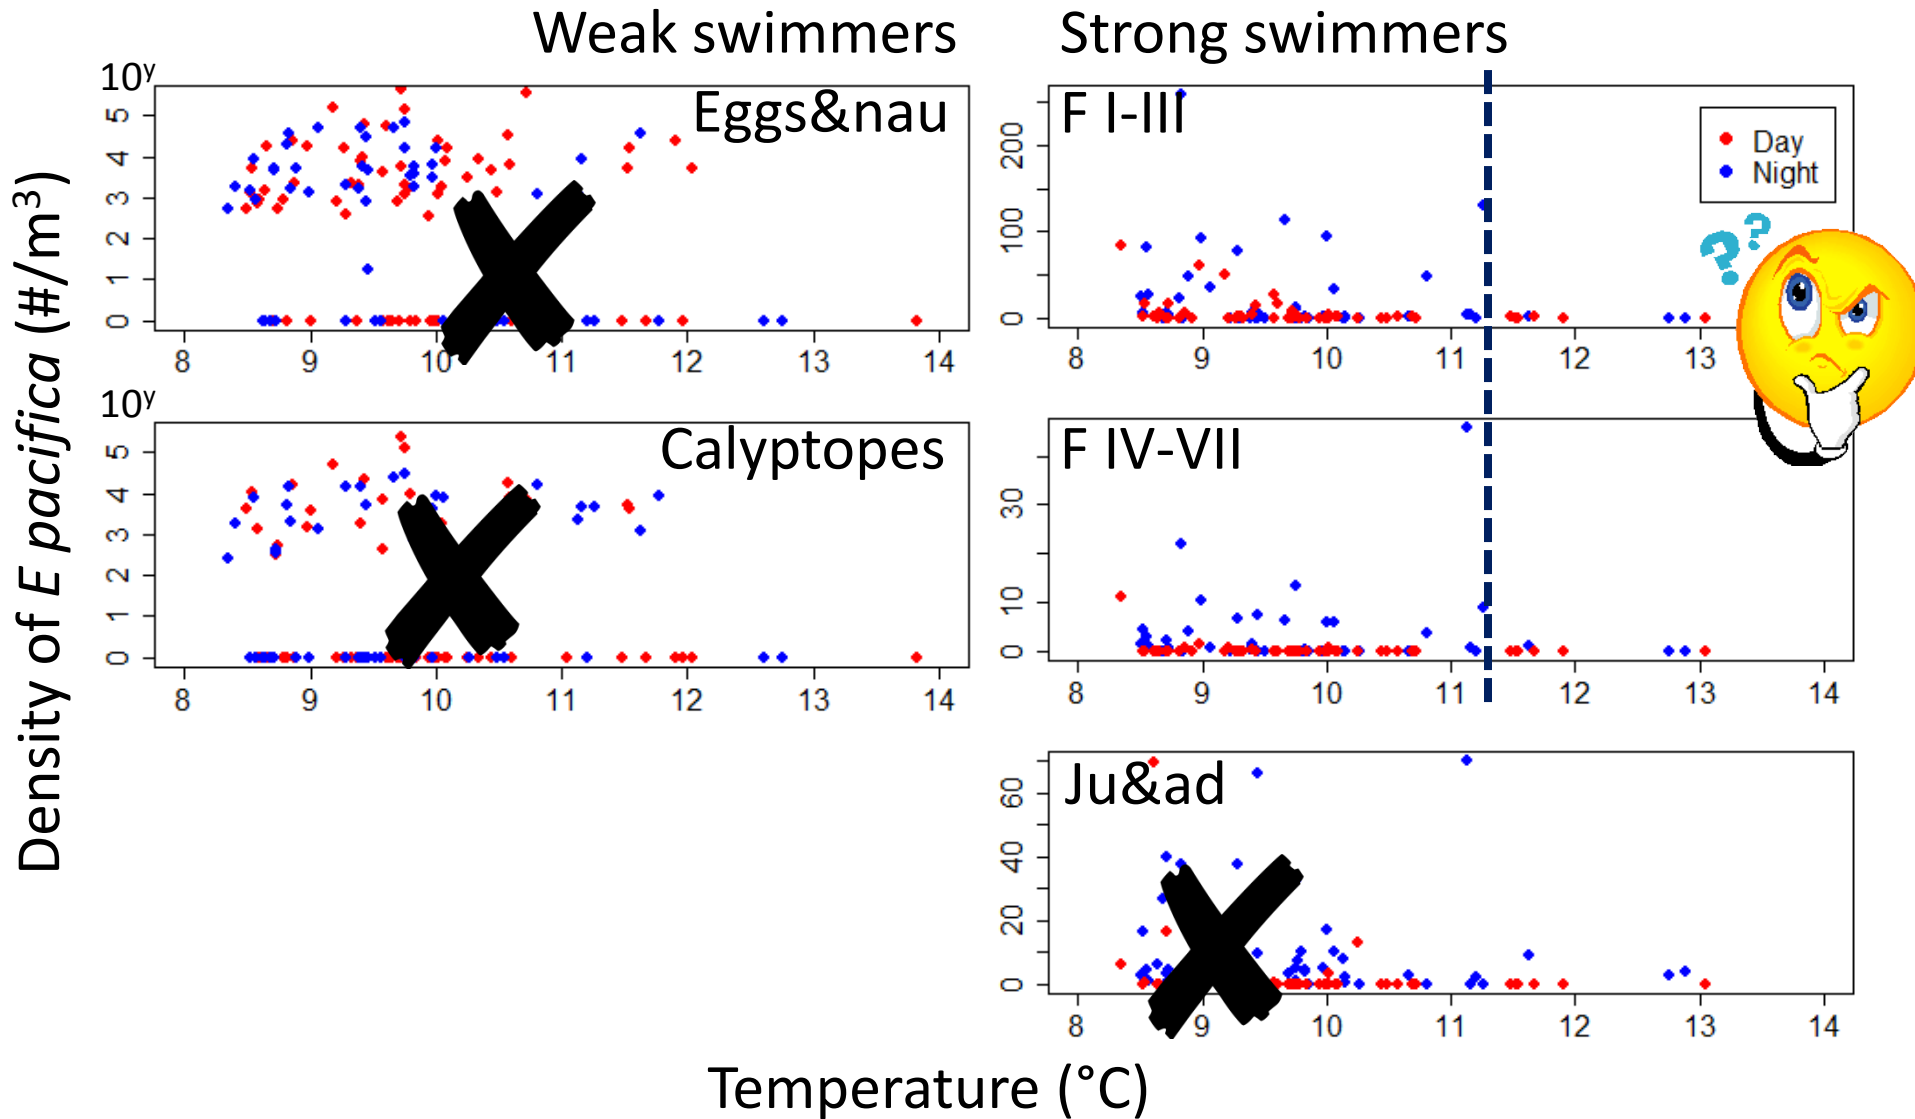 Weak swimmers
Strong swimmers
Density of E pacifica (#/m³)
10ʸ
Eggs&nau
5
4
3
2
1
0
8 9 10 11 12 13 14
10ʸ
Calyptopes
5
4
3
2
1
0
8 9 10 11 12 13 14
F I-III
Day
Night
200
100
0
8 9 10 11 12 13
? ?
F IV-VII
30
10
0
8 9 10 11 12 13 14
Ju&ad
60
40
20
0
8 9 10 11 12 13 14
Temperature (°C)